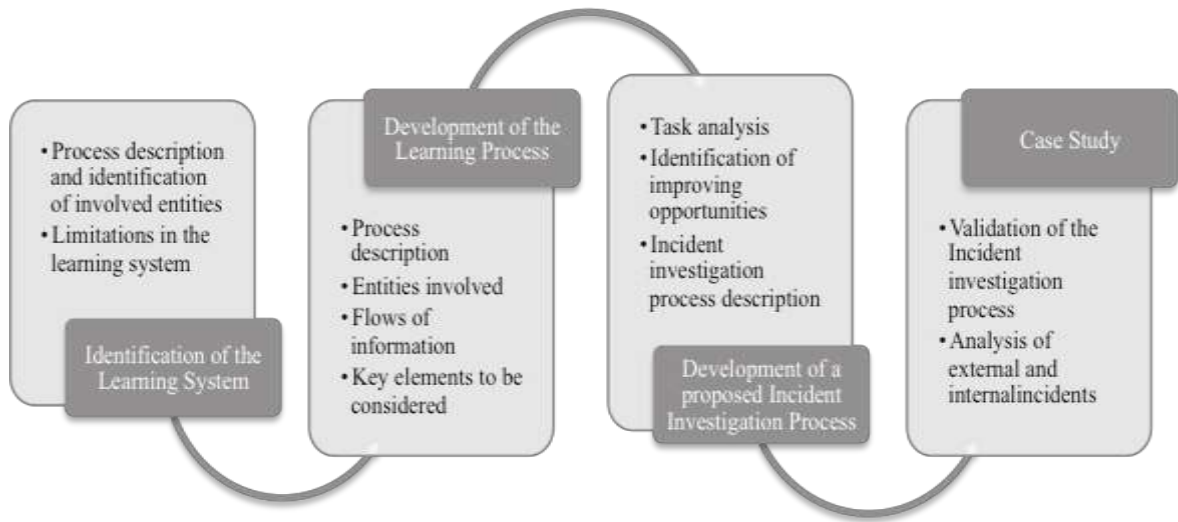 • Process description
and identification
of involved entities
• Limitations in the
learning system
Identification of the
Learning System
Development of the
Learning Process
• Process
description
• Entities involved
• Flows of
information
• Key elements to be
considered
• Task analysis
• Identification of
improving
opportunities
• Incident
investigation
process description
Development of a
proposed Incident
Investigation Process
Case Study
• Validation of the
Incident
investigation
process
• Analysis of
external and
internalincidents